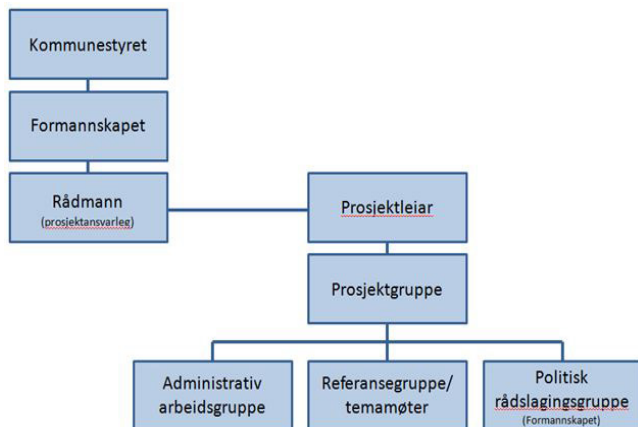 Kommunestyret
Formannskapet
Rådmann
(prosjektansvarleg)
Prosjektleiar
Prosjektgruppe
Administrativ
arbeidsgruppe
Referansegruppe/
temamøter
Politisk
rådslagingsgruppe
(Formannskapet)